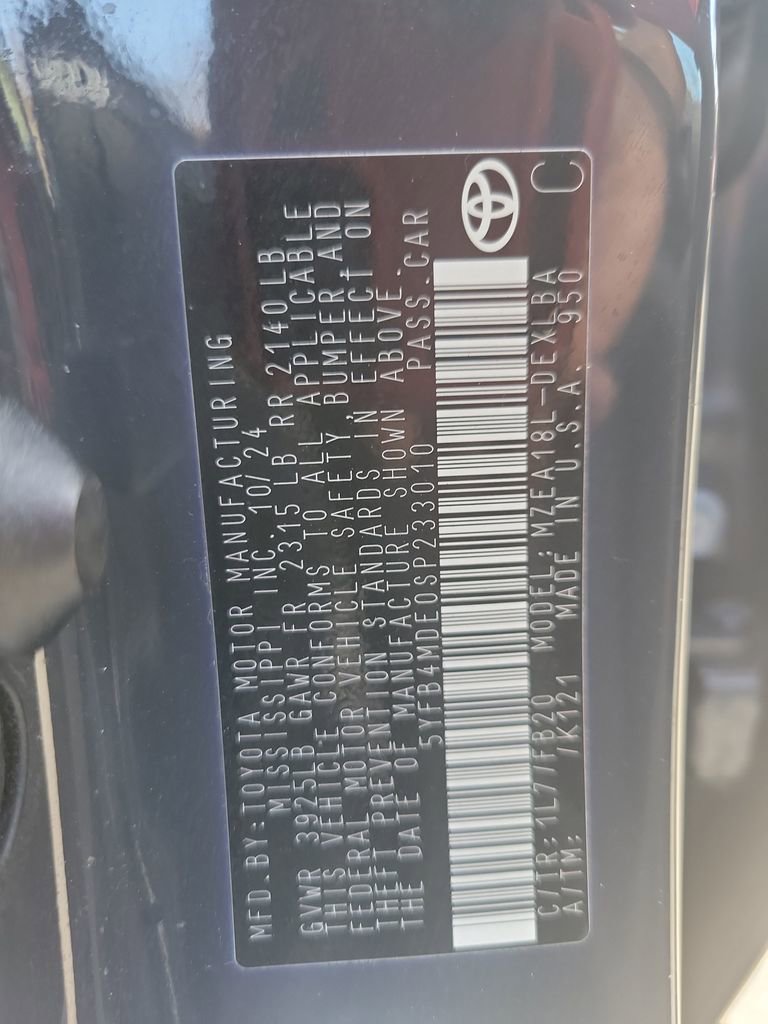 MFD.BY:TOYOTA MOTOR MANUFACTURING
MISSISSIPPI INC. 10/24
GVWR 3925LB GAWR FR 2315 LB RR 2140 LB
THIS VEHICLE CONFORMS TO ALL APPLICABLE
FEDERAL MOTOR VEHICLE SAFETY, BUMPER, AND
THEFT PREVENTION STANDARDS IN EFFECT ON
THE DATE OF MANUFACTURE SHOWN ABOVE.
5YFB4MDE0SP233010 PASS.CAR
C/TR: 1L7/FB20 MODEL: MZEA18L-DEXLBA
A/TM: /K121 MADE IN U.S.A. 950
C